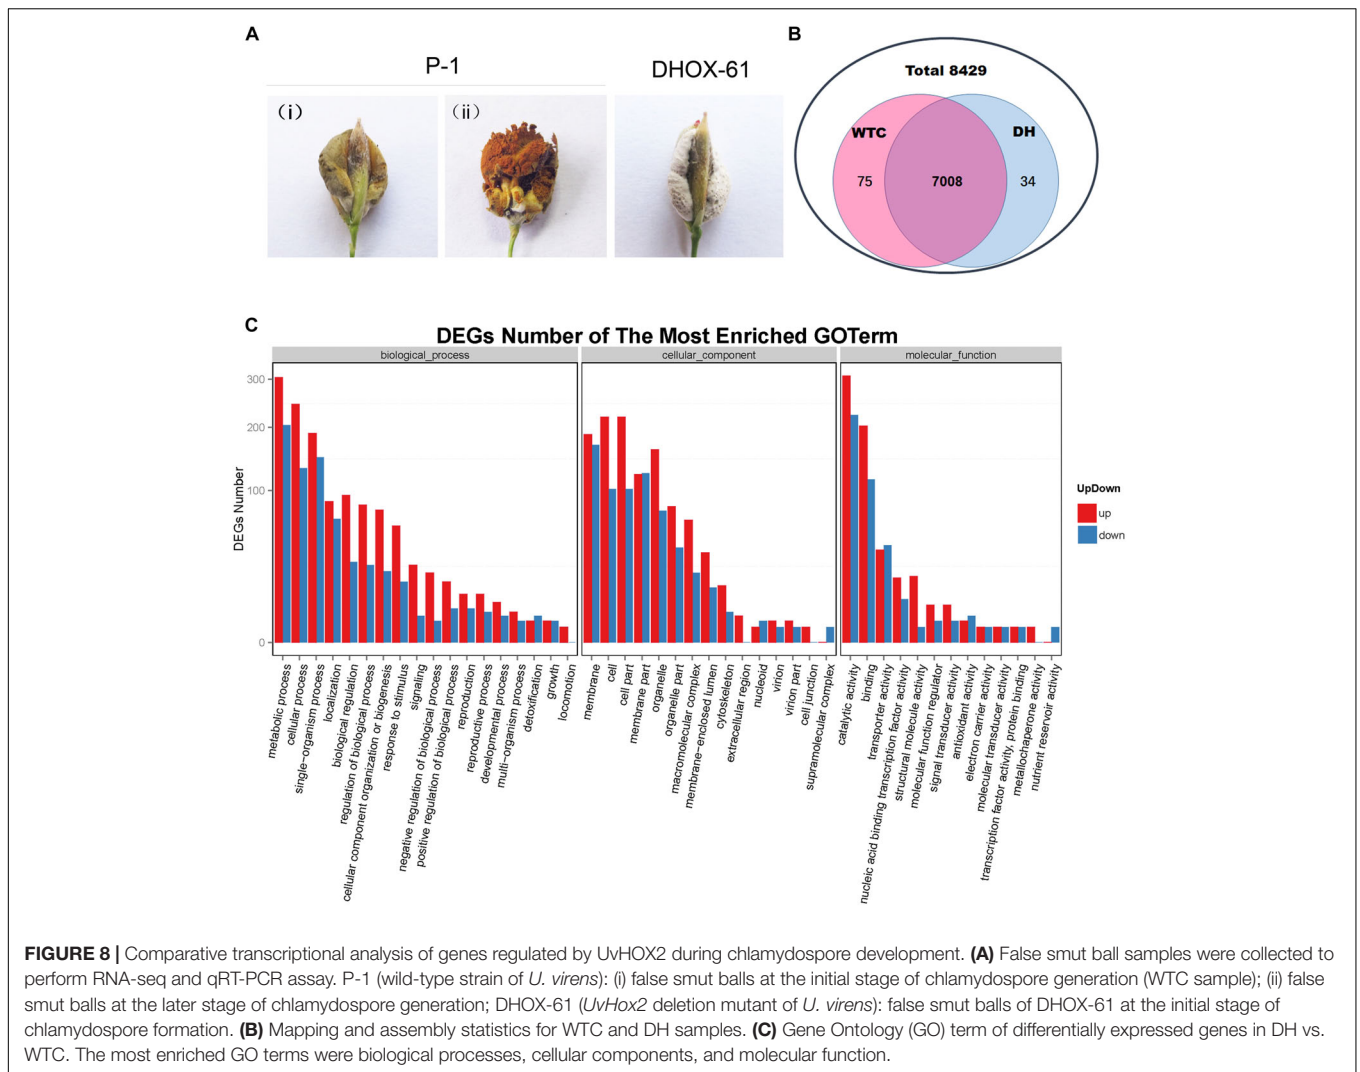 A
P-1
DHOX-61
(i)
(ii)
B
Total 8429
WTC
DH
75
7008
34
C
DEGs Number of The Most Enriched GOTerm
biological_process
cellular_component
molecular_function
DEGs Number
300
200
100
0
metabolic process
cellular process
single-organism process
localization
biological regulation
regulation of biological process
cellular component organization or biogenesis
response to stimulus
signaling
negative regulation of biological process
positive regulation of biological process
reproduction
reproductive process
developmental process
multi-organism process
detoxification
growth
locomotion
membrane
cell
cell part
membrane part
organelle
organelle part
macromolecular complex
membrane-enclosed lumen
cytoskeleton
extracellular region
nucleoid
virion
virion part
cell junction
supramolecular complex
catalytic activity
binding
transporter activity
nucleic acid binding transcription factor activity
structural molecule activity
molecular function regulator
signal transducer activity
antioxidant activity
electron carrier activity
molecular transducer activity
transcription factor activity, protein binding
metallochaperone activity
nutrient reservoir activity
UpDown
up
down
FIGURE 8 | Comparative transcriptional analysis of genes regulated by UvHOX2 during chlamydospore development. (A) False smut ball samples were collected to
perform RNA-seq and qRT-PCR assay. P-1 (wild-type strain of U. virens): (i) false smut balls at the initial stage of chlamydospore generation (WTC sample); (ii) false
smut balls at the later stage of chlamydospore generation; DHOX-61 (UvHox2 deletion mutant of U. virens): false smut balls of DHOX-61 at the initial stage of
chlamydospore formation. (B) Mapping and assembly statistics for WTC and DH samples. (C) Gene Ontology (GO) term of differentially expressed genes in DH vs.
WTC. The most enriched GO terms were biological processes, cellular components, and molecular function.